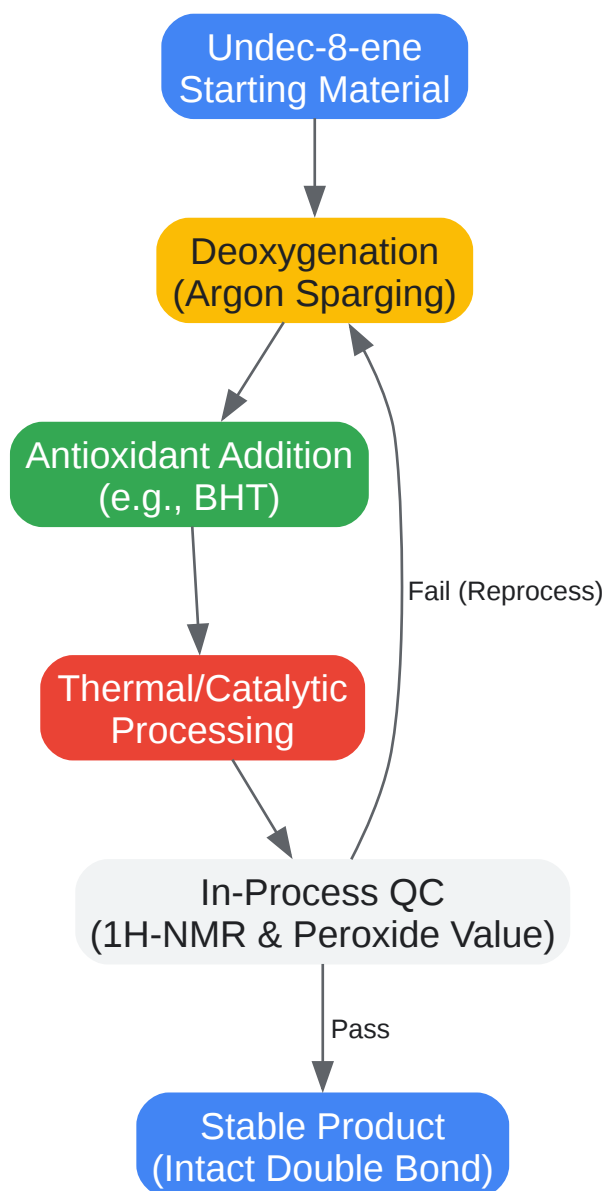 Undec-8-ene
Starting Material
Deoxygenation
(Argon Sparging)
Antioxidant Addition
(e.g., BHT)
Fail (Reprocess)
Thermal/Catalytic
Processing
In-Process QC
(1H-NMR & Peroxide Value)
Pass
Stable Product
(Intact Double Bond)